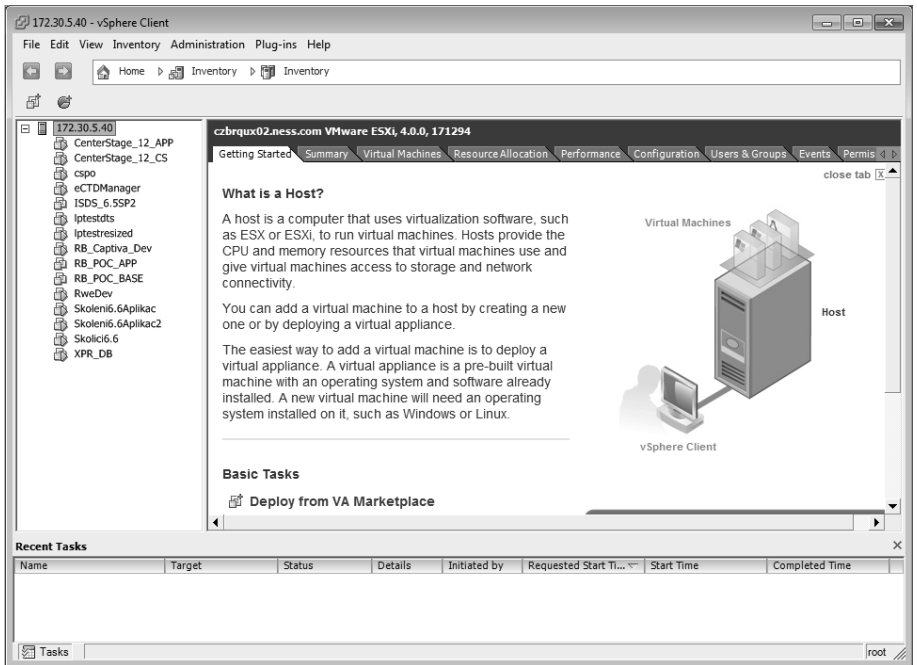 172.30.5.40 - vSphere Client
File Edit View Inventory Administration Plug-ins Help
Home Inventory Inventory
172.30.5.40
CenterStage_12_APP
CenterStage_12_CS
cspo
eCTDManager
ISDS_6.5SP2
lptestdts
lptestresized
RB_Captiva_Dev
RB_POC_APP
RB_POC_BASE
RweDev
Skoleni6.6Aplikac
Skoleni6.6Aplikac2
Skolici6.6
XPR_DB
czbrqux02.ness.com VMware ESXi, 4.0.0, 171294
Getting Started Summary Virtual Machines Resource Allocation Performance Configuration Users & Groups Events Permis
close tab X
What is a Host?
A host is a computer that uses virtualization software, such
as ESX or ESXi, to run virtual machines. Hosts provide the
CPU and memory resources that virtual machines use and
give virtual machines access to storage and network
connectivity.
You can add a virtual machine to a host by creating a new
one or by deploying a virtual appliance.
The easiest way to add a virtual machine is to deploy a
virtual appliance. A virtual appliance is a pre-built virtual
machine with an operating system and software already
installed. A new virtual machine will need an operating
system installed on it, such as Windows or Linux.
Virtual Machines
Host
vSphere Client
Basic Tasks
Deploy from VA Marketplace
Recent Tasks
Name Target Status Details Initiated by Requested Start Ti... Start Time Completed Time
Tasks
root